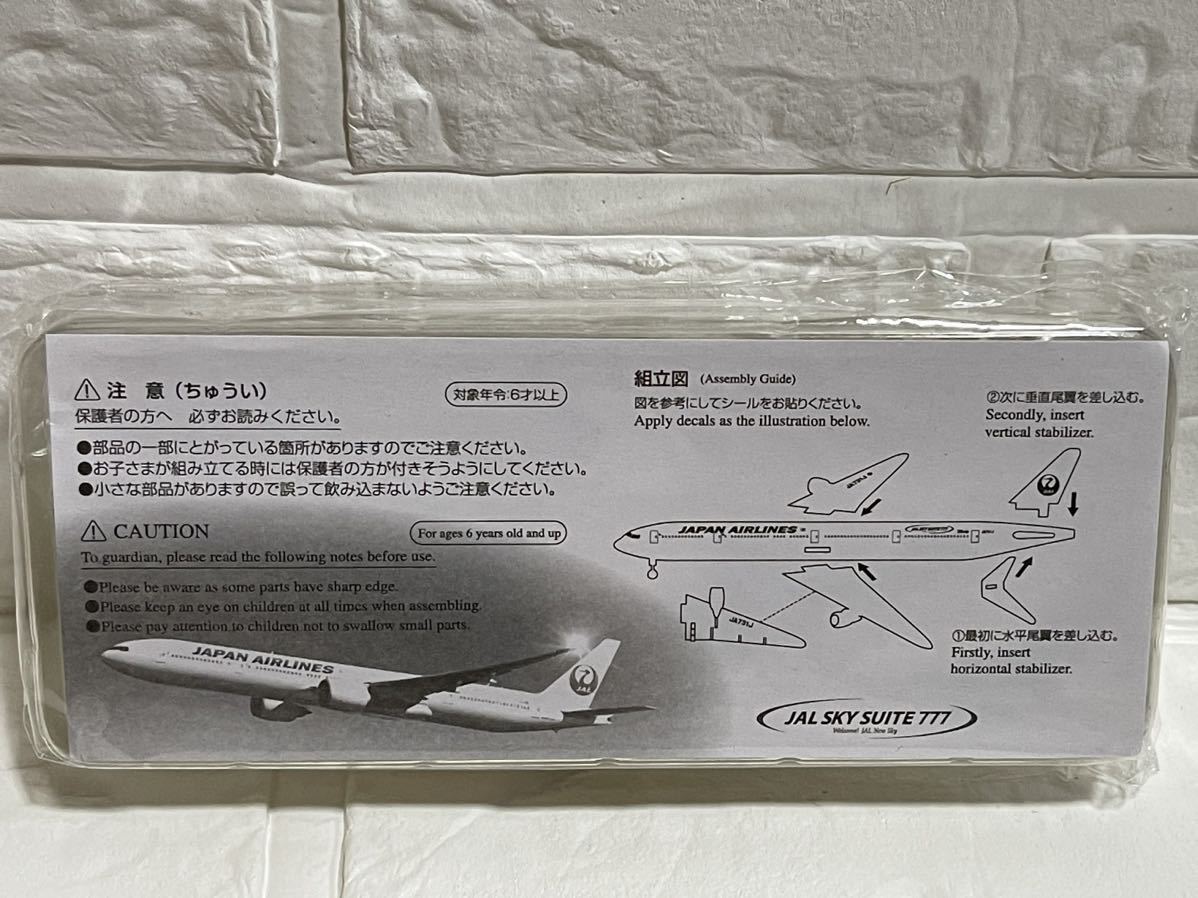 ⚠ 注 意（ちゅうい）
対象年令:6才以上
保護者の方へ 必ずお読みください。
●部品の一部にとがっている箇所がありますのでご注意ください。
●お子さまが組み立てる時には保護者の方が付きそうようにしてください。
●小さな部品がありますので誤って飲み込まないようご注意ください。
⚠ CAUTION
For ages 6 years old and up
To guardian, please read the following notes before use.
●Please be aware as some parts have sharp edge.
●Please keep an eye on children at all times when assembling.
●Please pay attention to children not to swallow small parts.
JAPAN AIRLINES
JAL
組立図 (Assembly Guide)
図を参考にしてシールをお貼りください。
Apply decals as the illustration below.
②次に垂直尾翼を差し込む。
Secondly, insert
vertical stabilizer.
JAPAN AIRLINES
JA731J
①最初に水平尾翼を差し込む。
Firstly, insert
horizontal stabilizer.
JAL SKY SUITE 777
Welcome! JAL New Sky